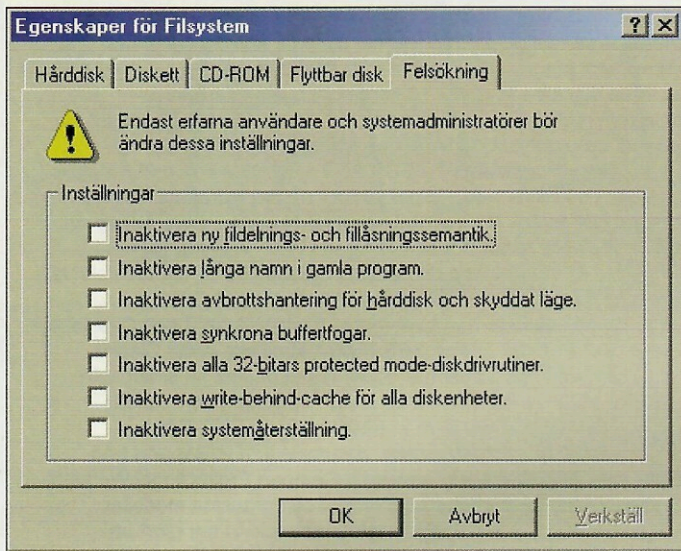 Egenskaper för Filsystem
Hårddisk
Diskett
CD-ROM
Flyttbar disk
Felsökning
Endast erfarna användare och systemadministratörer bör
ändra dessa inställningar.
Inställningar
Inaktivera ny fildelnings- och fillåsningssemantik.
Inaktivera långa namn i gamla program.
Inaktivera avbrottshantering för hårddisk och skyddat läge.
Inaktivera synkrona buffertfogar.
Inaktivera alla 32-bitars protected mode-diskdrivrutiner.
Inaktivera write-behind-cache för alla diskenheter.
Inaktivera systemåterställning.
OK
Avbryt
Verkställ